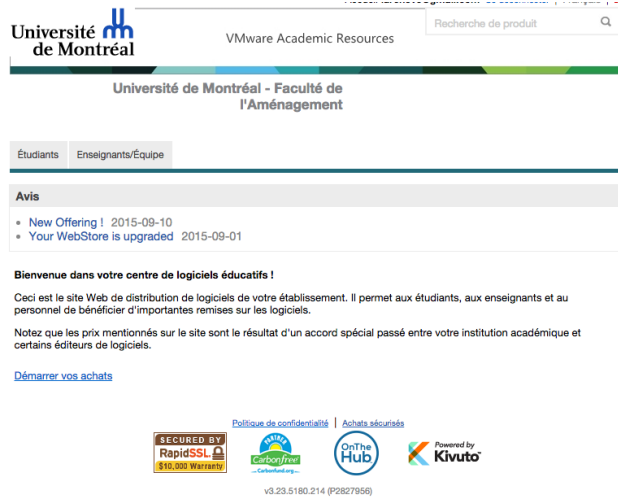 Université
de Montréal
VMware Academic Resources
Recherche de produit
Université de Montréal - Faculté de
l'Aménagement
Étudiants Enseignants/Équipe
Avis
New Offering ! 2015-09-10
Your WebStore is upgraded 2015-09-01
Bienvenue dans votre centre de logiciels éducatifs !
Ceci est le site Web de distribution de logiciels de votre établissement. Il permet aux étudiants, aux enseignants et au
personnel de bénéficier d'importantes remises sur les logiciels.
Notez que les prix mentionnés sur le site sont le résultat d'un accord spécial passé entre votre institution académique et
certains éditeurs de logiciels.
Démarrer vos achats
Politique de confidentialité | Achats sécurisés
SECURED BY
RapidSSL.
$10,000 Warranty
PARTNER
Carbonfree
Carbonfund.org
OnThe
Hub
Powered by
Kivuto
v3.23.5180.214 (P2827956)